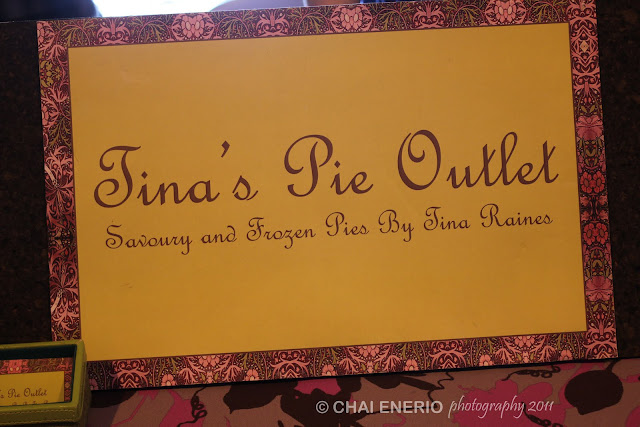 Tina's Pie Outlet
Savoury and Frozen Pies By Tina Raines
's Pie Outlet
© CHAI ENERIO photography 2011